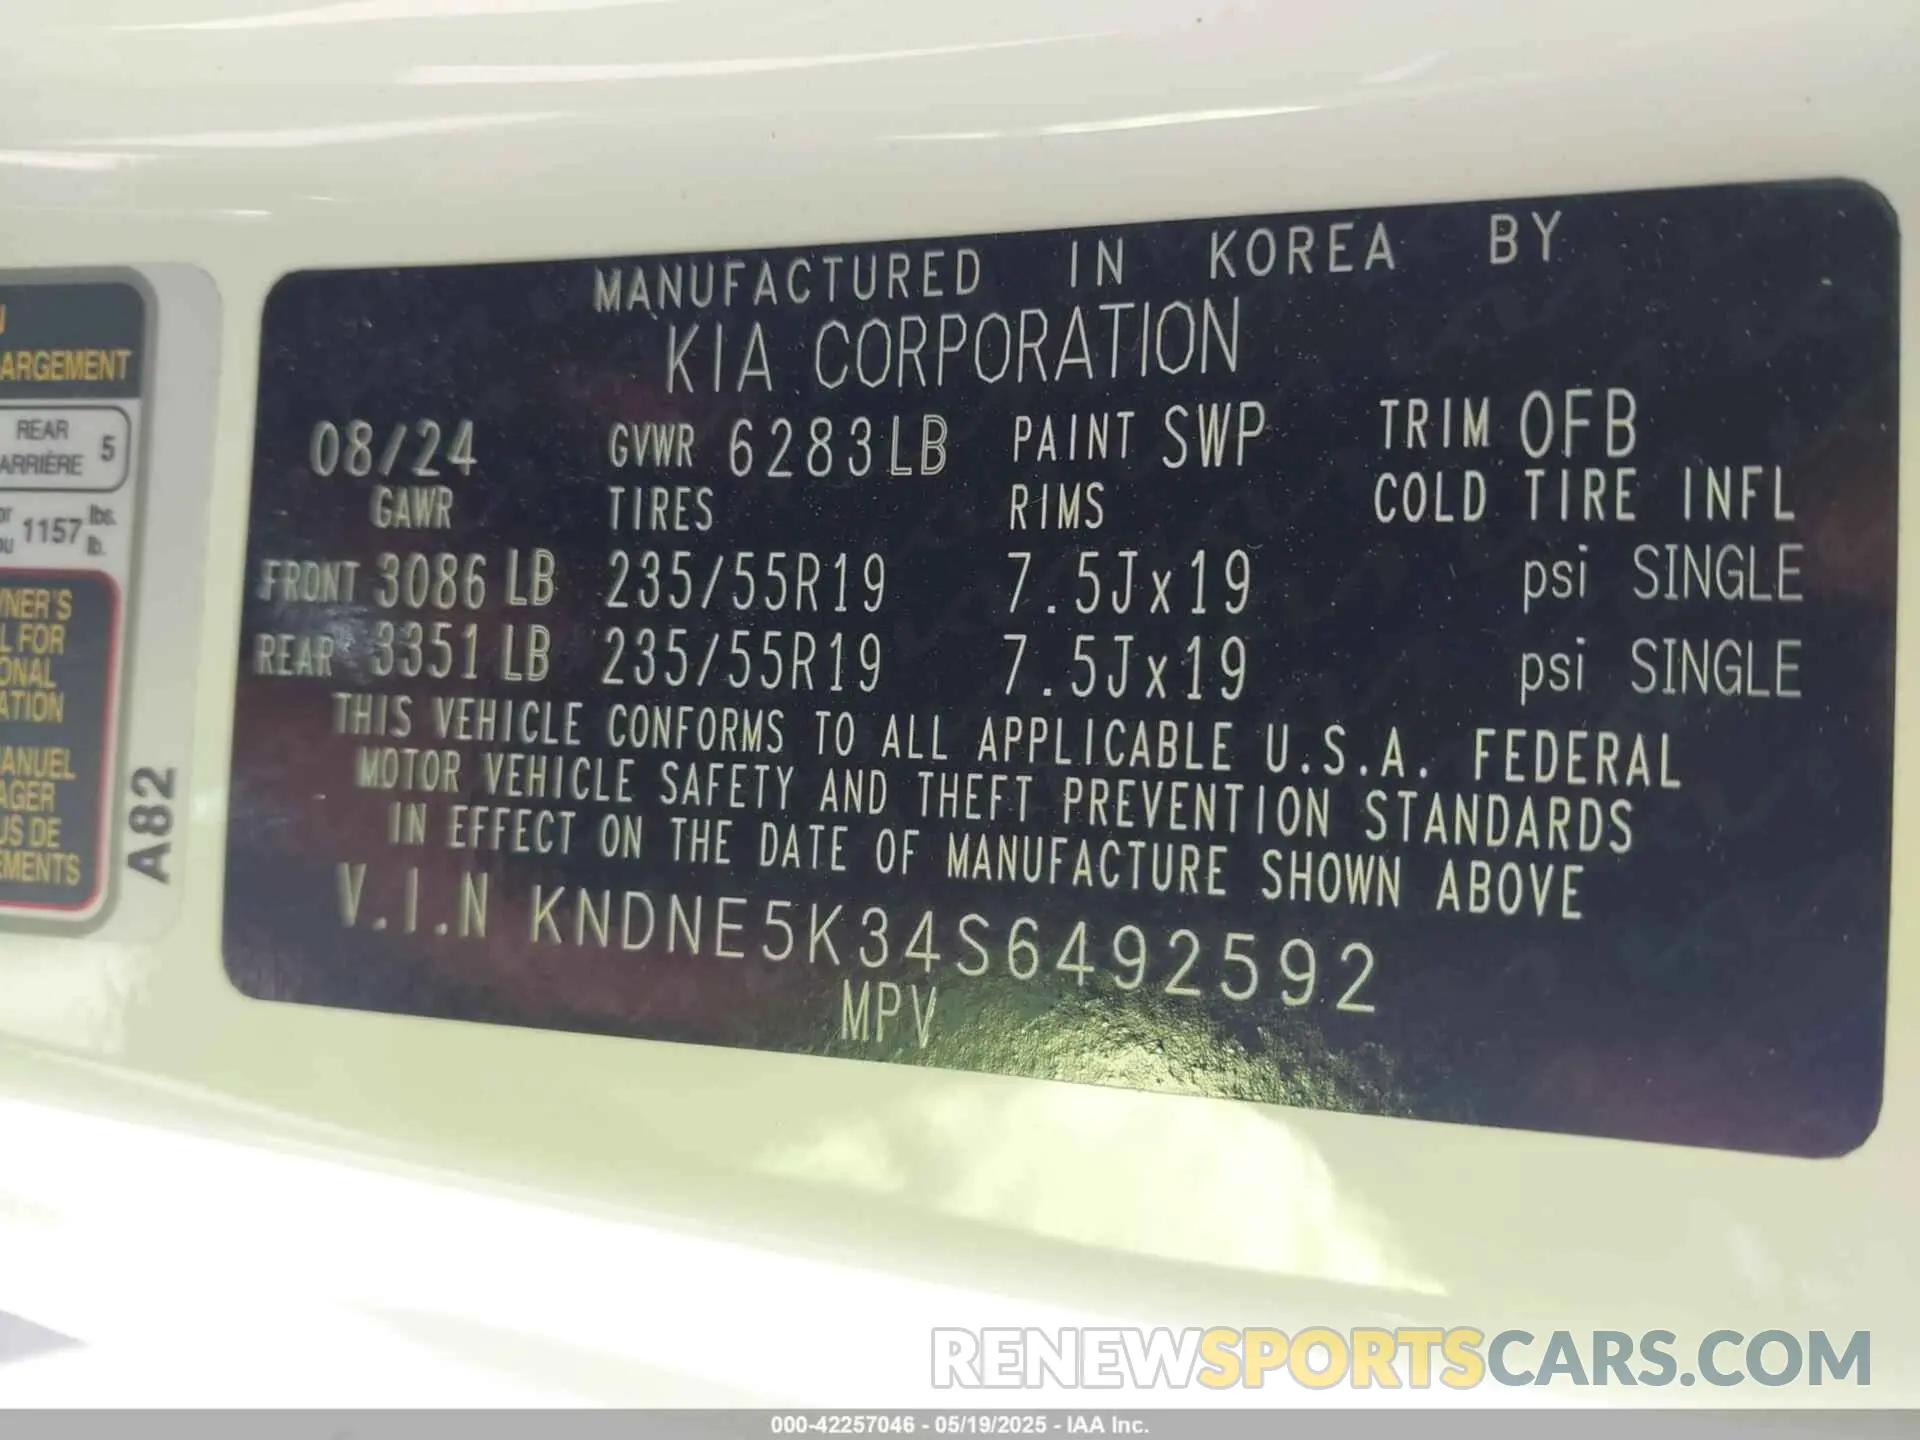 MANUFACTURED IN KOREA BY
KIA CORPORATION
08/24 GVWR 6283LB PAINT SWP TRIM OFB
GAWR TIRES RIMS COLD TIRE INFL
FRONT 3086 LB 235/55R19 7.5Jx19 psi SINGLE
REAR 3351 LB 235/55R19 7.5Jx19 psi SINGLE
THIS VEHICLE CONFORMS TO ALL APPLICABLE U.S.A. FEDERAL
MOTOR VEHICLE SAFETY AND THEFT PREVENTION STANDARDS
IN EFFECT ON THE DATE OF MANUFACTURE SHOWN ABOVE
V.I.N KNDNE5K34S6492592
MPV
REAR 5
ARRIÈRE
1157 lbs.
lb.
FOR
US DE
A82
RENEWSPORTSCARS.COM
000-42257046 - 05/19/2025 - IAA Inc.